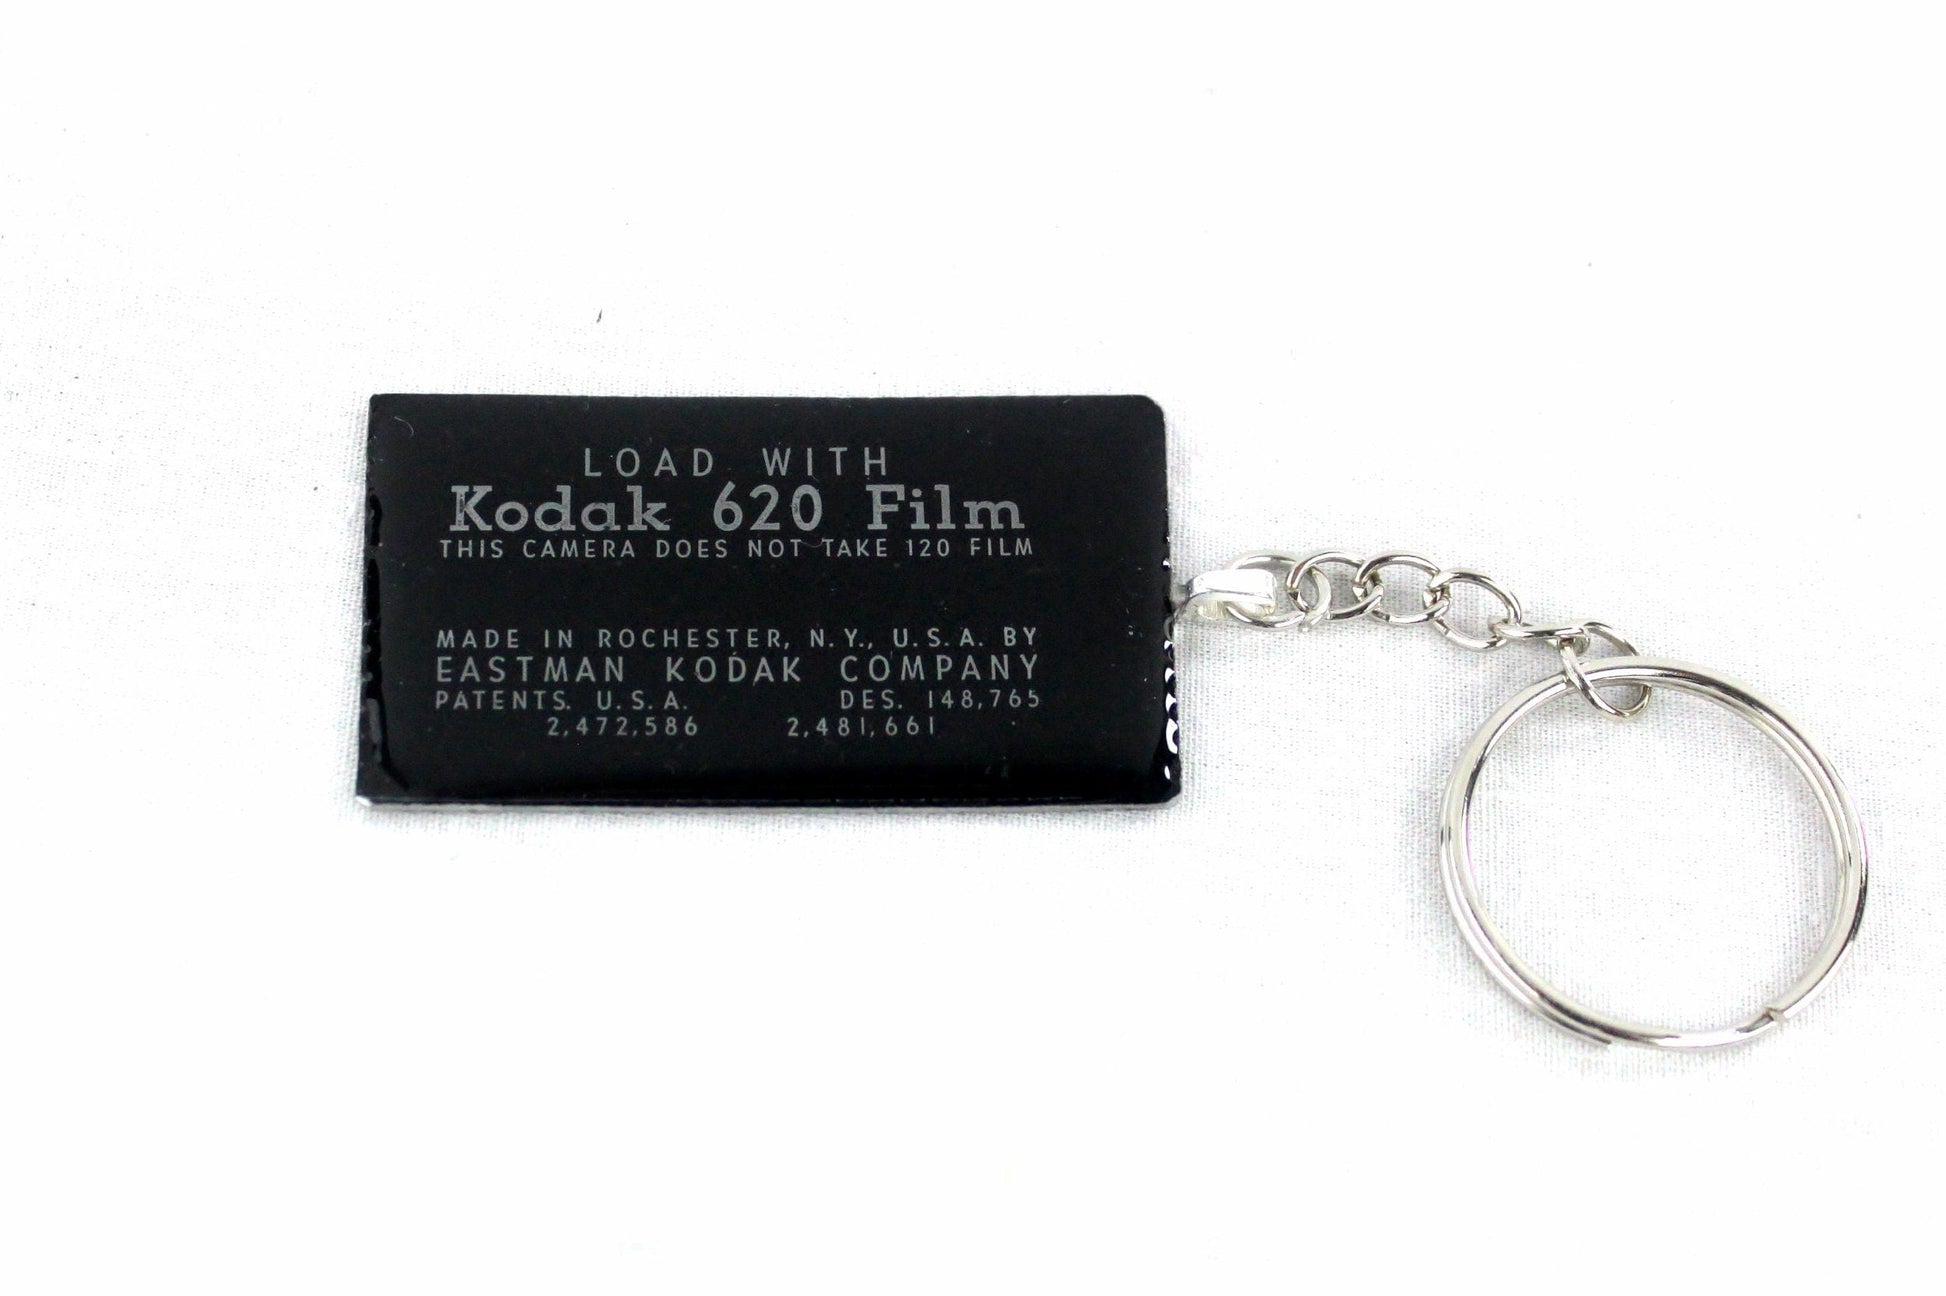 LOAD WITH
Kodak 620 Film
THIS CAMERA DOES NOT TAKE 120 FILM
MADE IN ROCHESTER, N.Y., U.S.A. BY
EASTMAN KODAK COMPANY
PATENTS. U.S.A. DES. 148,765
2,472,586 2,481,661